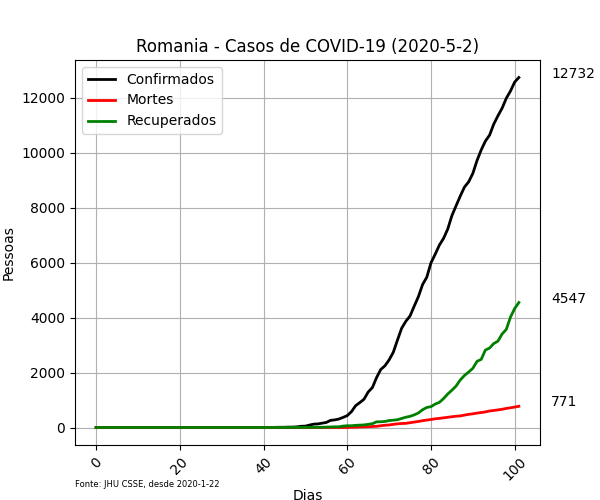 Romania - Casos de COVID-19 (2020-5-2)
Confirmados
Mortes
Recuperados
12732
4547
771
Pessoas
12000
10000
8000
6000
4000
2000
0
0
20
40
60
80
100
Fonte: JHU CSSE, desde 2020-1-22
Dias